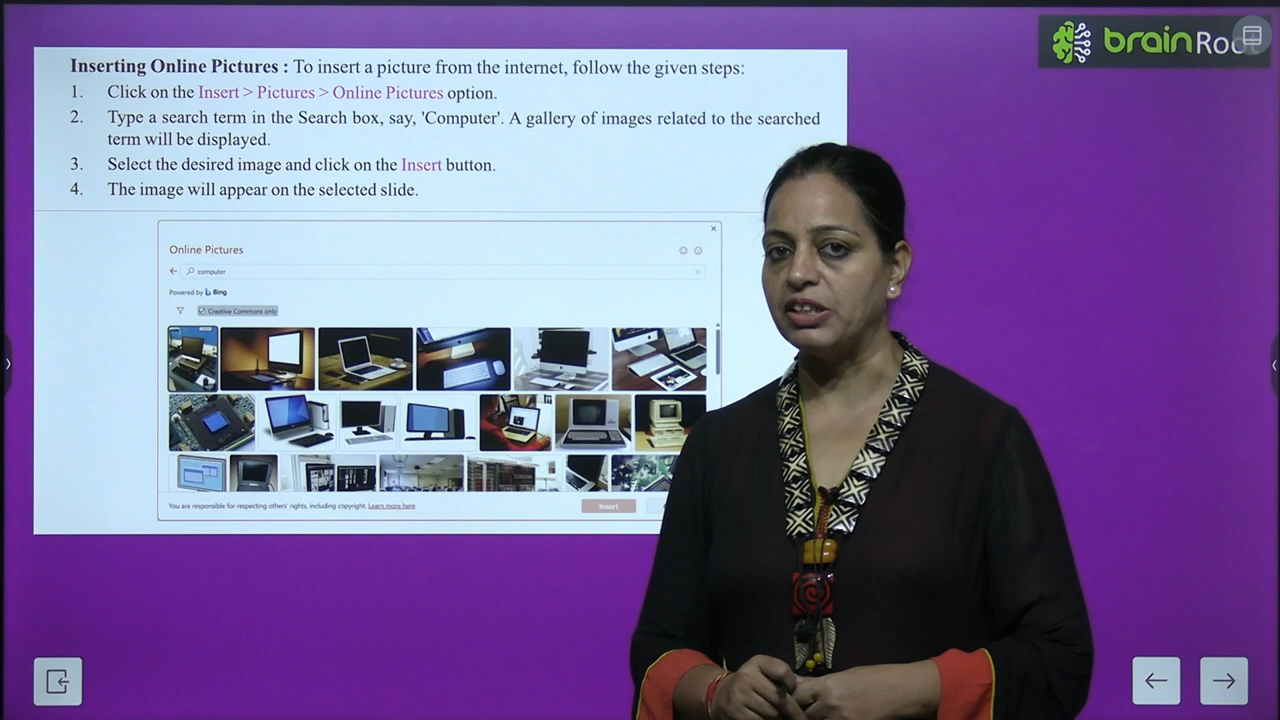 brainRoot
Inserting Online Pictures : To insert a picture from the internet, follow the given steps:
1. Click on the Insert > Pictures > Online Pictures option.
2. Type a search term in the Search box, say, 'Computer'. A gallery of images related to the searched
term will be displayed.
3. Select the desired image and click on the Insert button.
4. The image will appear on the selected slide.
Online Pictures
computer
Powered by Bing
Creative Commons only
You are responsible for respecting others' rights, including copyright. Learn more here
Insert